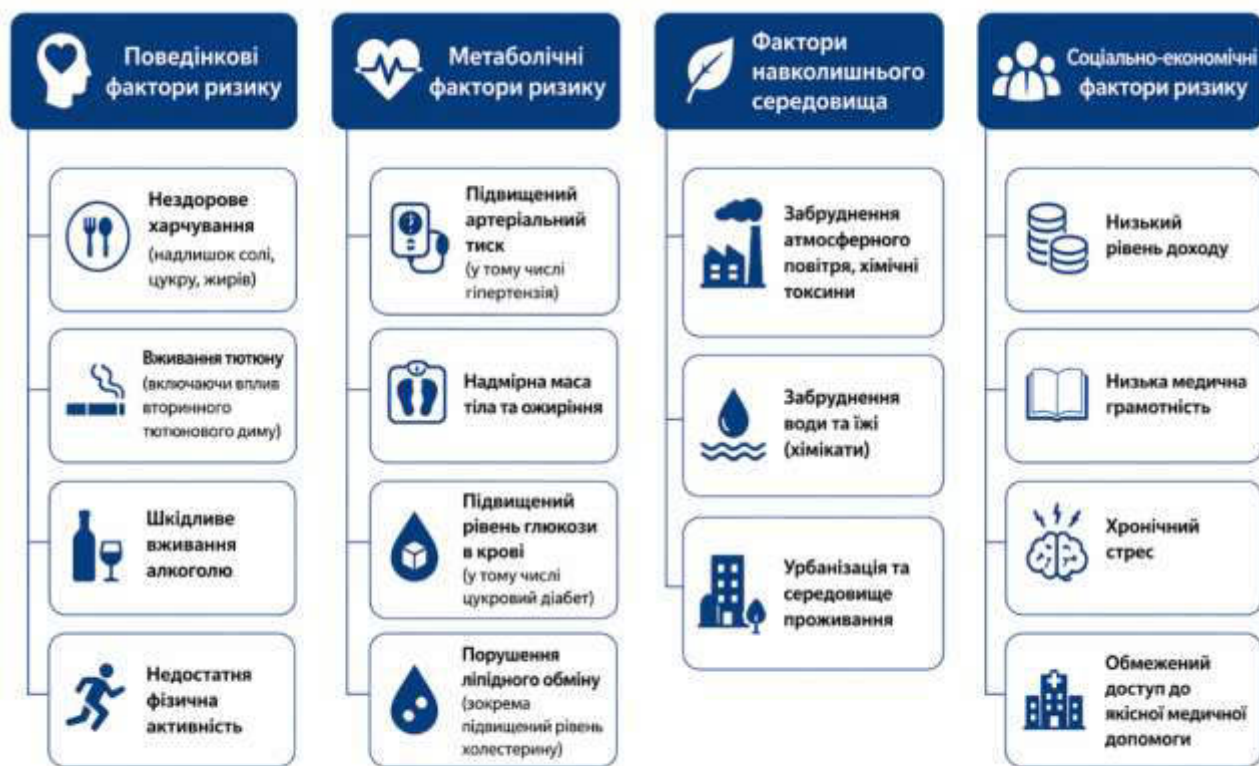 Поведінкові
фактори ризику
Нездорове
харчування
(надлишок солі,
цукру, жирів)
Вживання тютюну
(включаючи вплив
вторинного
тютюнового диму)
Шкідливе
вживання
алкоголю
Недостатня
фізична
активність
Метаболічні
фактори ризику
Підвищений
артеріальний
тиск
(у тому числі
гіпертензія)
Надмірна маса
тіла та ожиріння
Підвищений
рівень глюкози
в крові
(у тому числі
цукровий діабет)
Порушення
ліпідного обміну
(зокрема
підвищений рівень
холестерину)
Фактори
навколишнього
середовища
Забруднення
атмосферного
повітря, хімічні
токсини
Забруднення
води та їжі
(хімікати)
Урбанізація та
середовище
проживання
Соціально-економічні
фактори ризику
Низький
рівень доходу
Низька медична
грамотність
Хронічний
стрес
Обмежений
доступ до
якісної медичної
допомоги